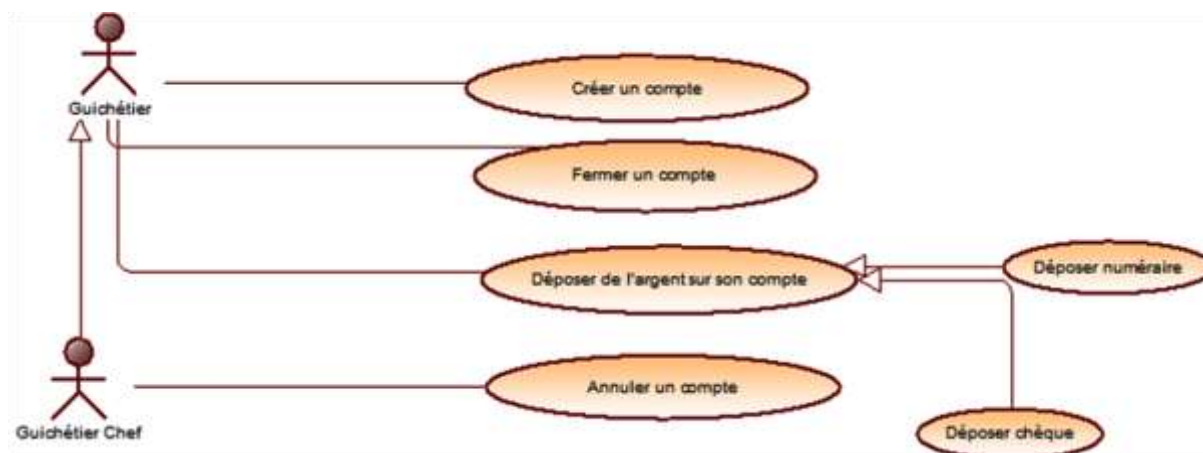 Créer un compte
Guichétier
Fermer un compte
Déposer de l'argent sur son compte
Déposer numéraire
Annuler un compte
Guichétier Chef
Déposer chèque